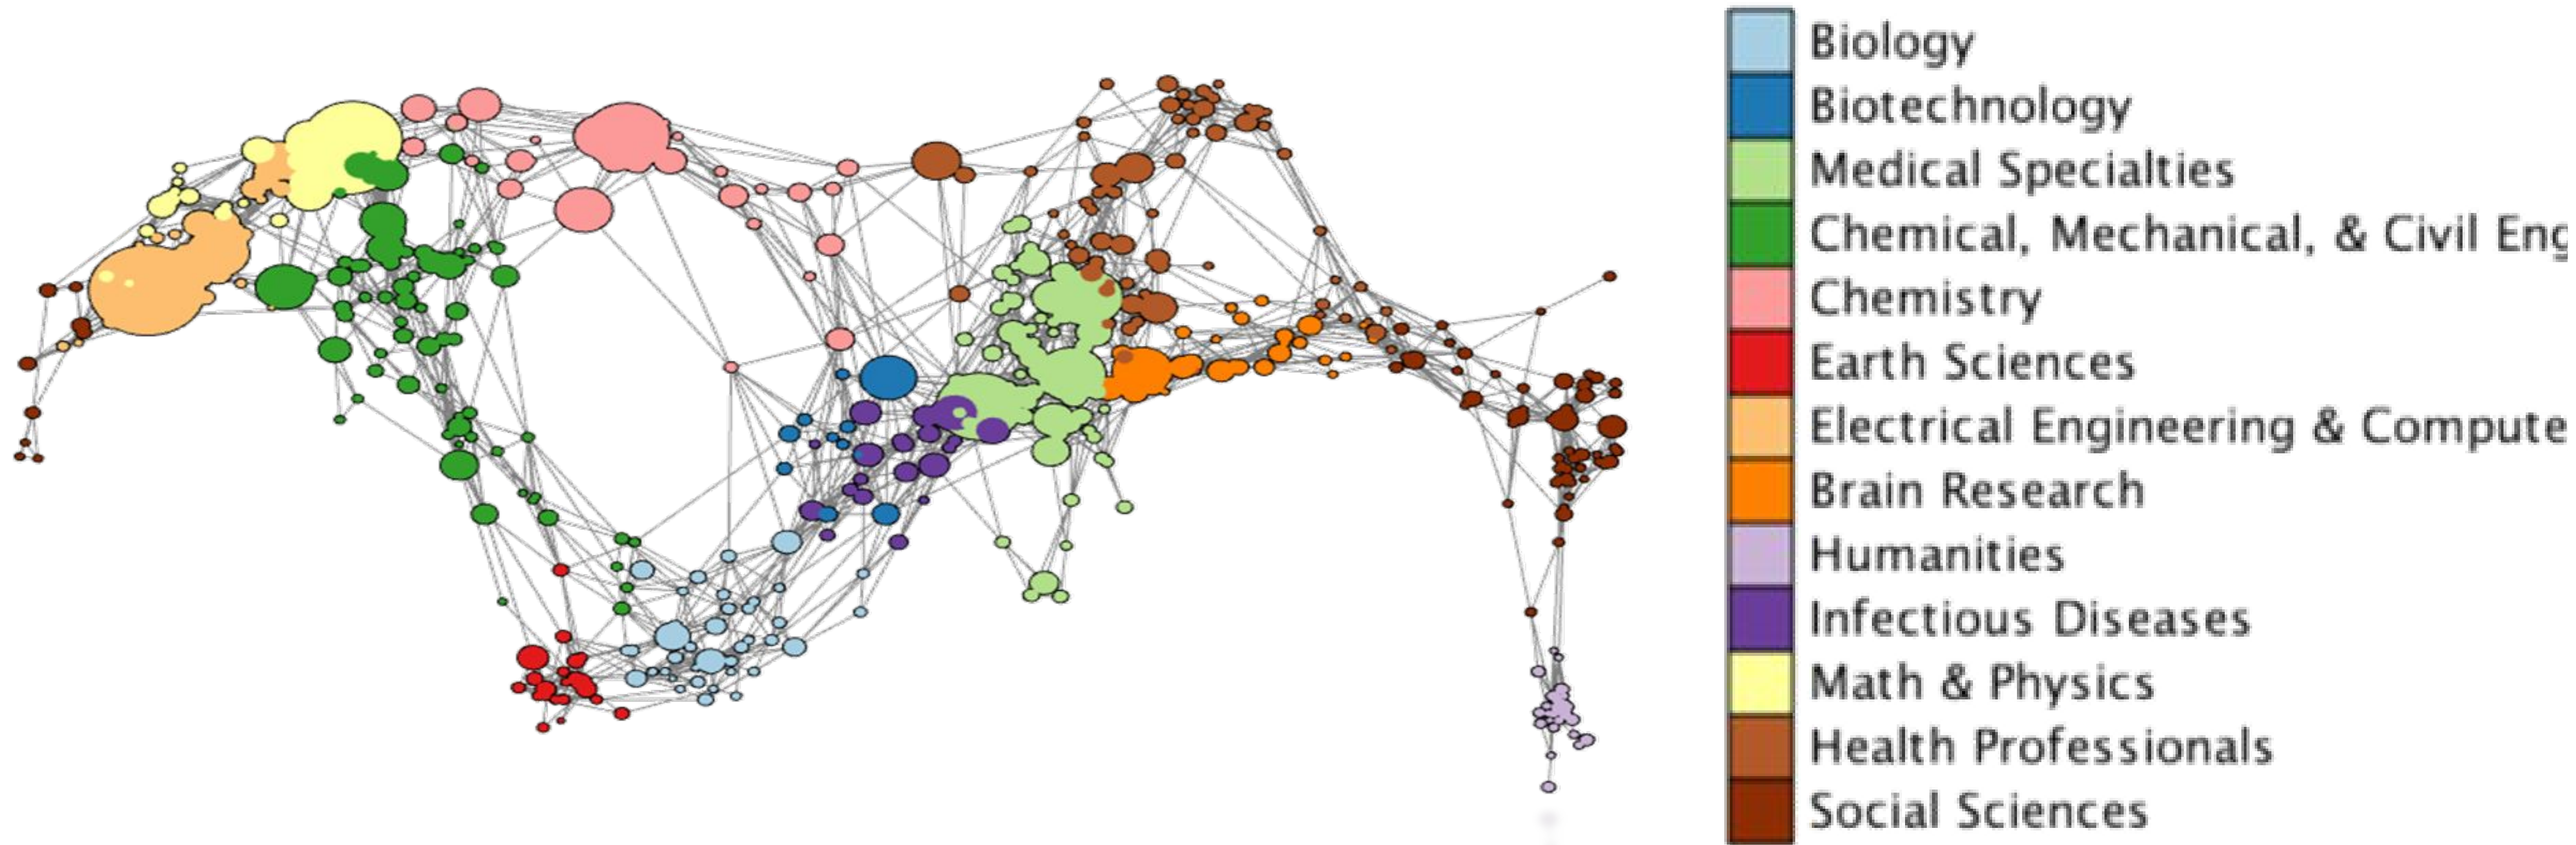 Biology
Biotechnology
Medical Specialties
Chemical, Mechanical, & Civil Eng
Chemistry
Earth Sciences
Electrical Engineering & Compute
Brain Research
Humanities
Infectious Diseases
Math & Physics
Health Professionals
Social Sciences